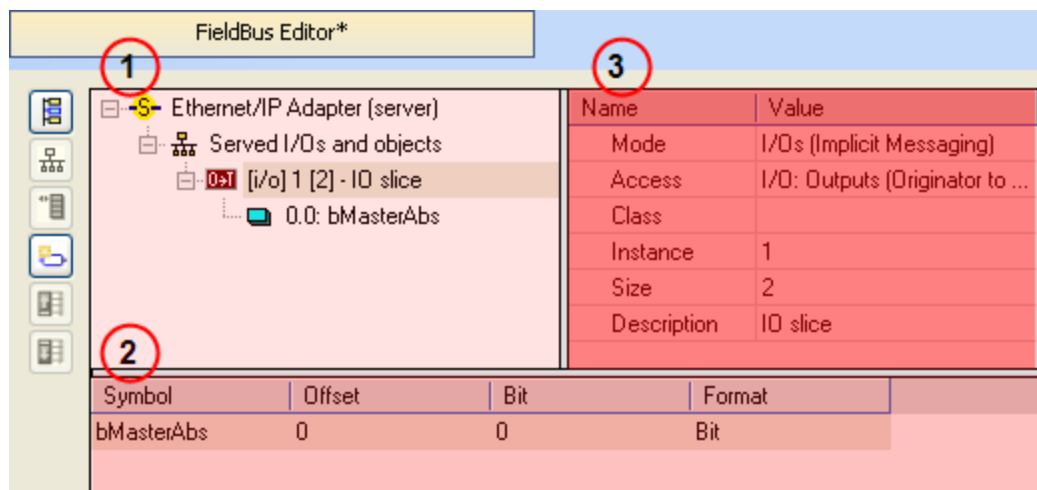 FieldBus Editor*
1
Ethernet/IP Adapter (server)
Served I/Os and objects
O→T [i/o] 1 [2] - IO slice
0.0: bMasterAbs
3
Name Value
Mode I/Os (Implicit Messaging)
Access I/O: Outputs (Originator to ...
Class
Instance 1
Size 2
Description IO slice
2
Symbol Offset Bit Format
bMasterAbs 0 0 Bit